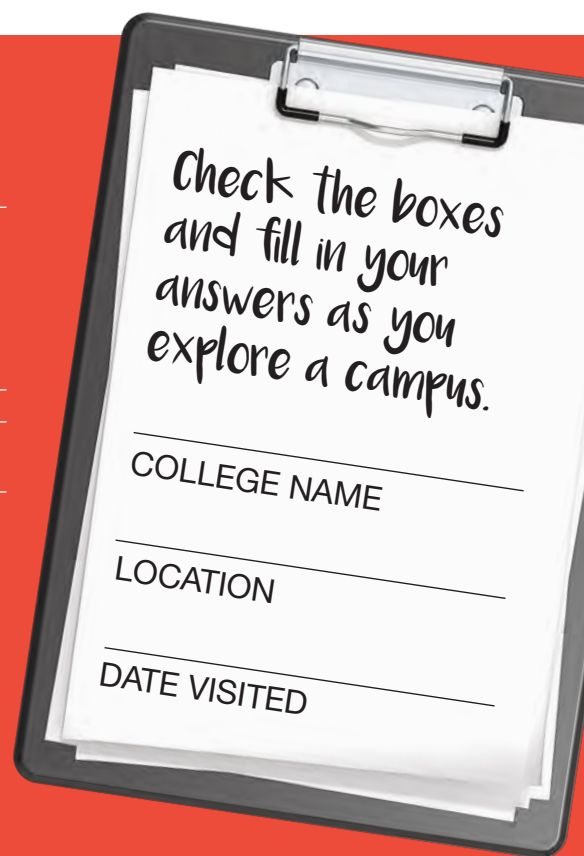 Check the boxes
and fill in your
answers as you
explore a campus.
COLLEGE NAME
LOCATION
DATE VISITED